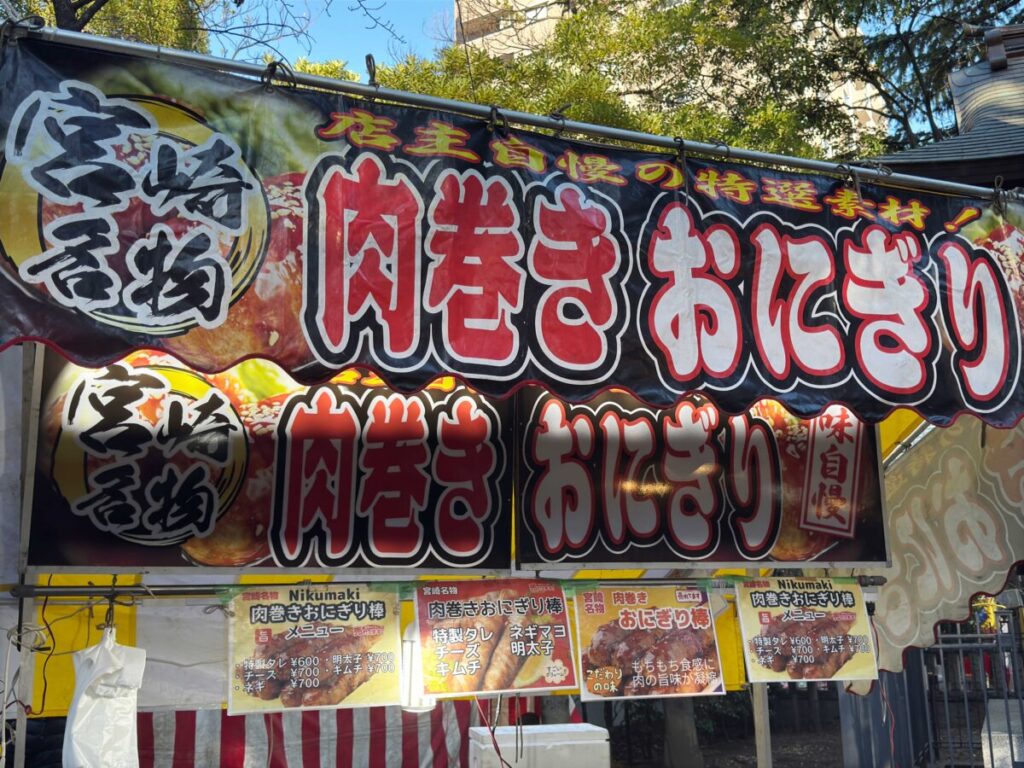 宮崎
名物
店主自慢の特選素材!
肉巻きおにぎり
宮崎
名物
肉巻き
おにぎり
味自慢
宮崎名物
Nikumaki
肉巻きおにぎり棒
メニュー
・特製タレ ¥600
・チーズ ¥700
・ネギ ¥700
・明太子 ¥700
・キムチ ¥700
宮崎名物
肉巻きおにぎり棒
特製タレ
チーズ
キムチ
ネギマヨ
明太子
宮崎
名物
肉巻き
おにぎり棒
こだわり
の味
もちもち食感に
肉の旨味が凝縮
宮崎名物
Nikumaki
肉巻きおにぎり棒
メニュー
・特製タレ ¥600
・チーズ ¥700
・ネギ ¥700
・明太子 ¥700
・キムチ ¥700